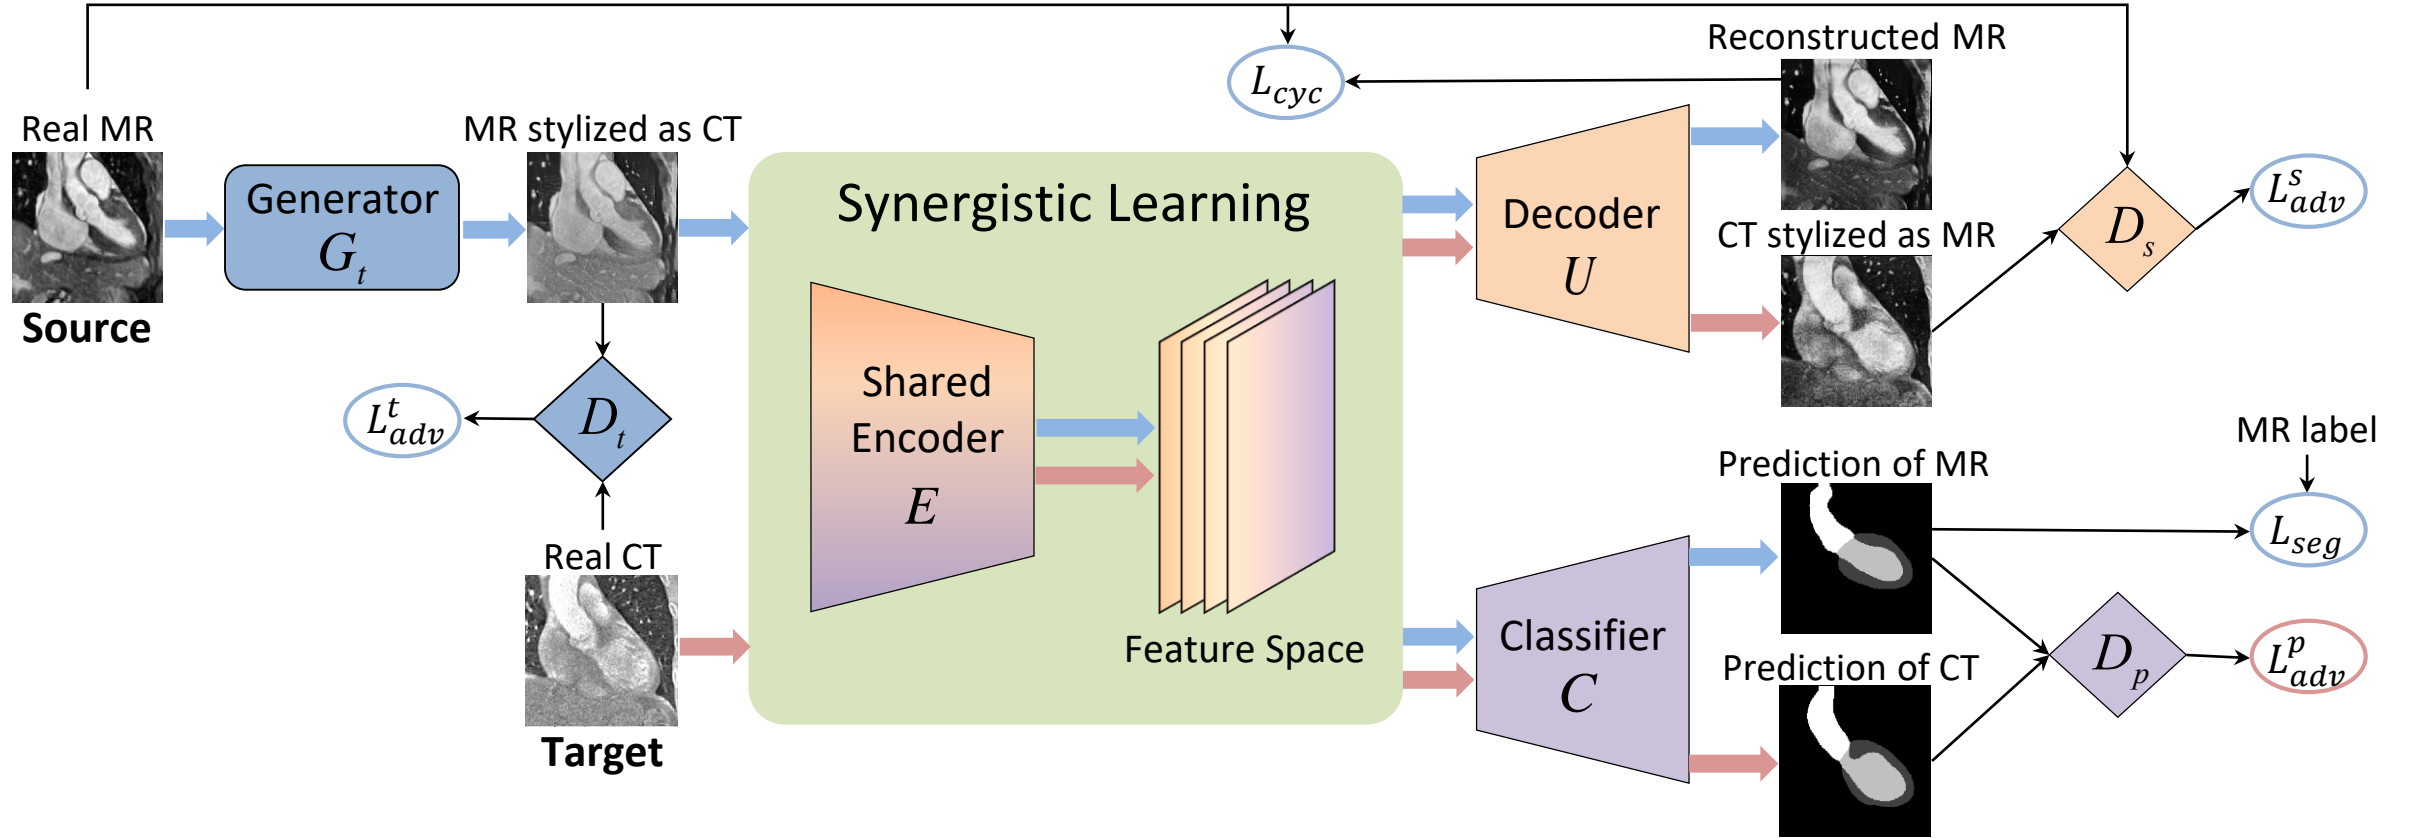 Real MR
Source
Generator
G_t
MR stylized as CT
D_t
L^t_adv
Real CT
Target
Synergistic Learning
Shared
Encoder
E
Feature Space
L_cyc
Decoder
U
Reconstructed MR
CT stylized as MR
D_s
L^s_adv
Classifier
C
Prediction of MR
Prediction of CT
MR label
L_seg
D_p
L^p_adv